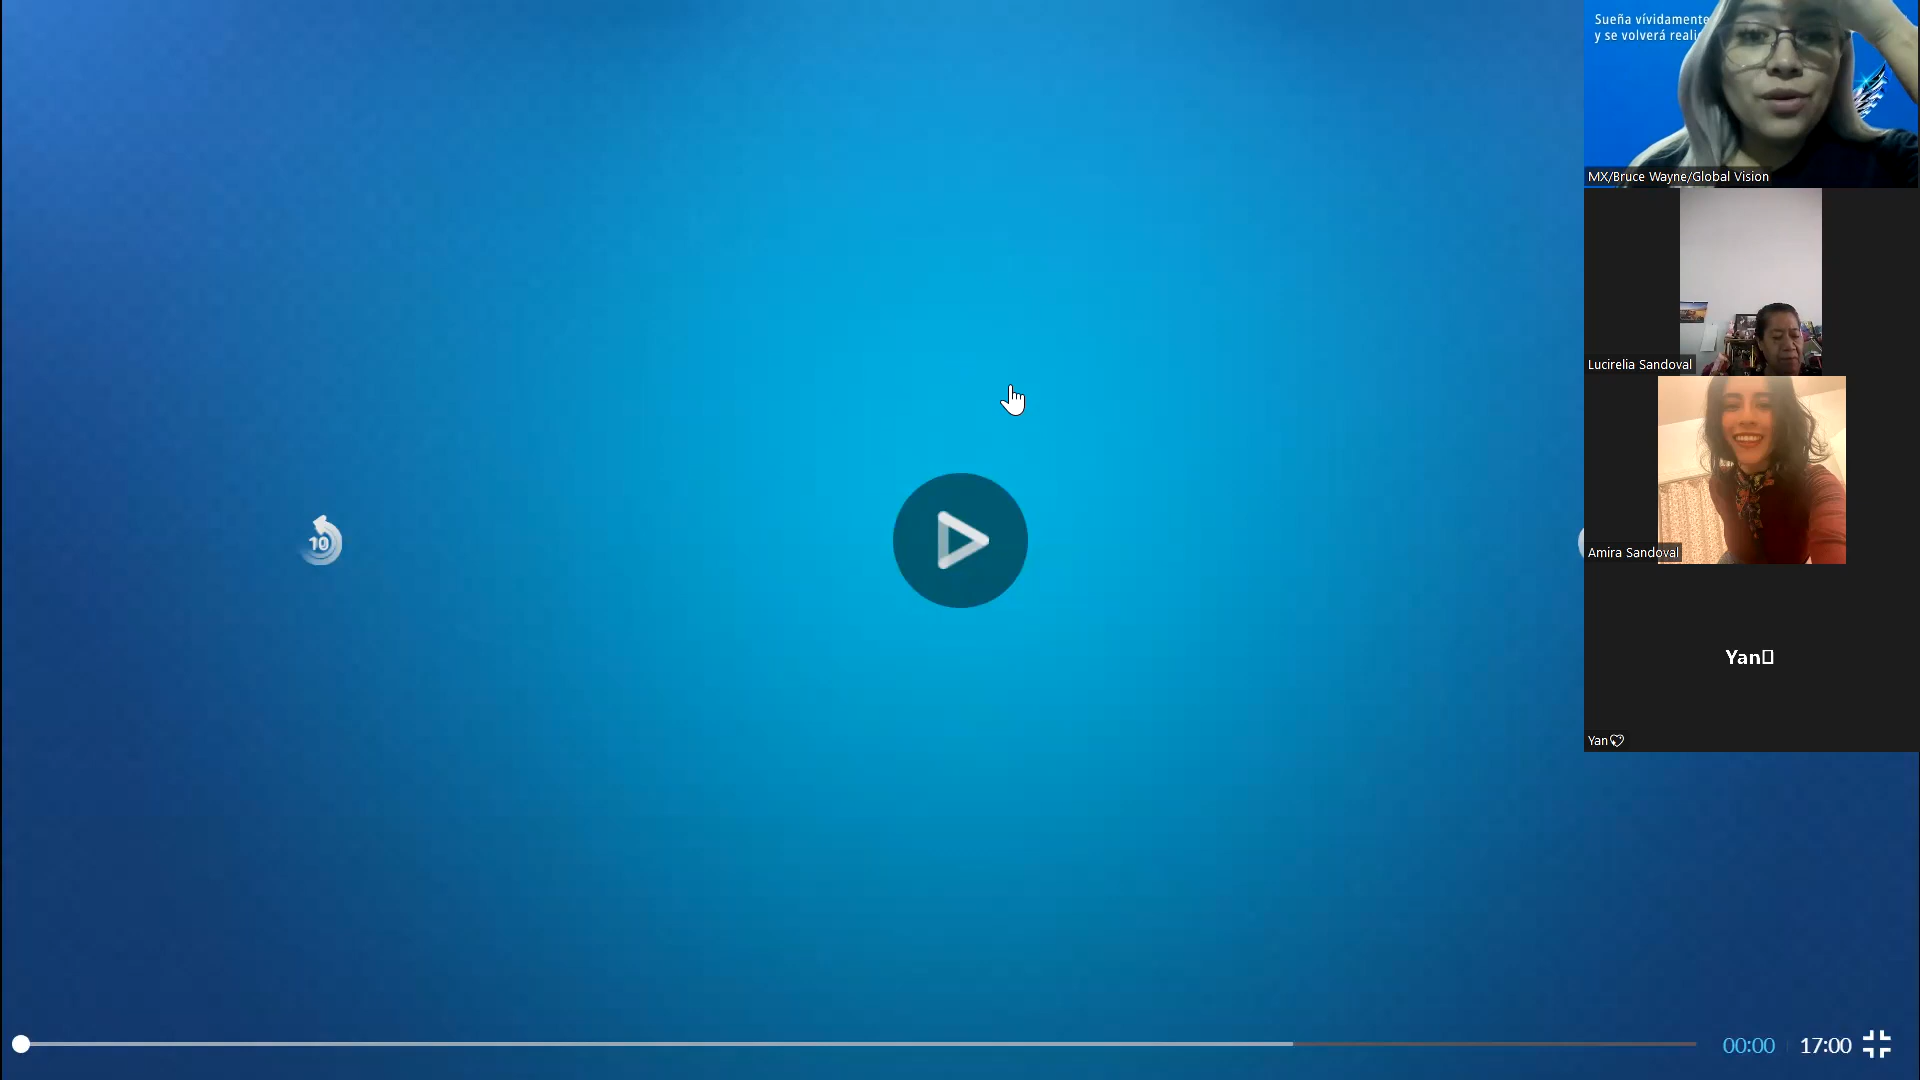 Sueña vívidamente
y se volverá reali
MX/Bruce Wayne/Global Vision
Lucirelia Sandoval
Amira Sandoval
10
Yan
Yan♡
00:00 17:00